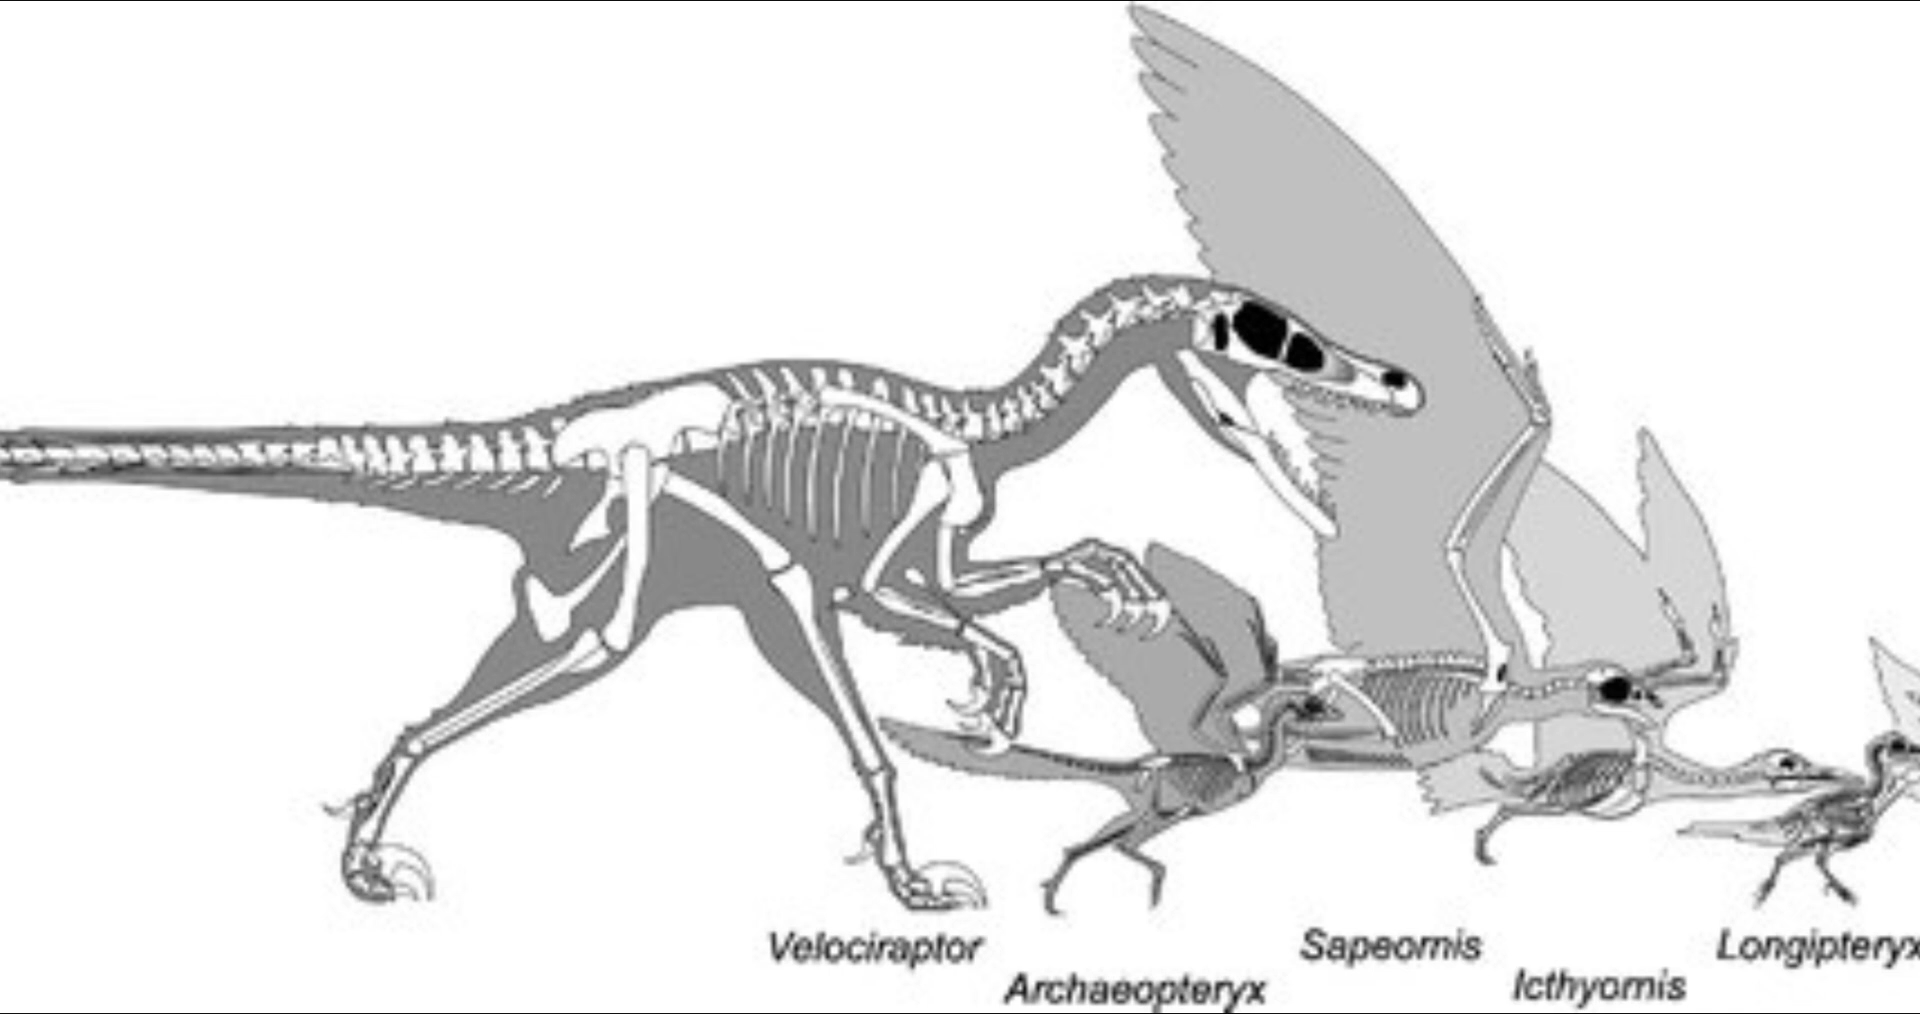 Velociraptor
Archaeopteryx
Sapeornis
Icthyornis
Longipteryx